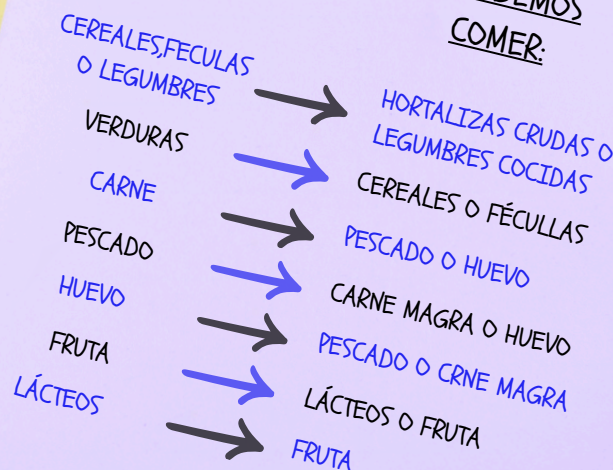 DEMOS
COMER:
CEREALES,FECULAS
O LEGUMBRES
HORTALIZAS CRUDAS O
LEGUMBRES COCIDAS
VERDURAS
CEREALES O FÉCULLAS
CARNE
PESCADO O HUEVO
PESCADO
CARNE MAGRA O HUEVO
HUEVO
PESCADO O CRNE MAGRA
FRUTA
LÁCTEOS O FRUTA
LÁCTEOS
FRUTA